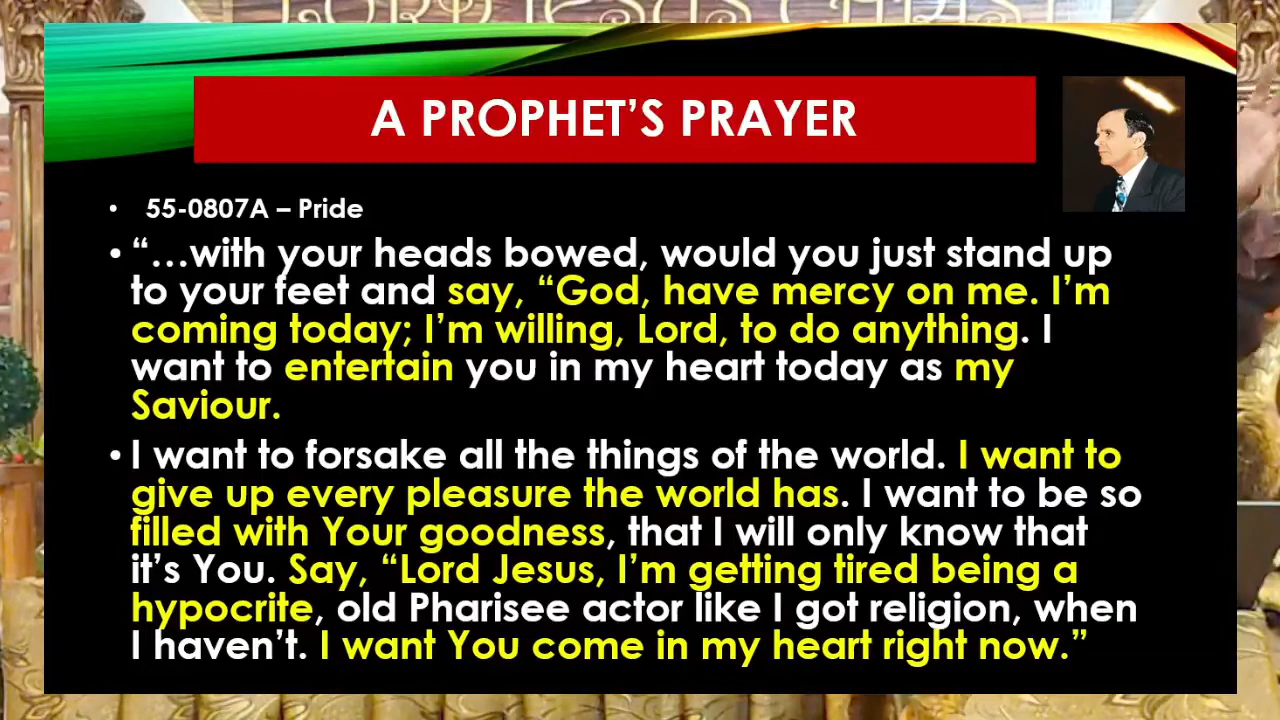 LORD JESUS CHRIST
A PROPHET’S PRAYER
• 55-0807A – Pride
• “…with your heads bowed, would you just stand up
to your feet and say, “God, have mercy on me. I’m
coming today; I’m willing, Lord, to do anything. I
want to entertain you in my heart today as my
Saviour.
• I want to forsake all the things of the world. I want to
give up every pleasure the world has. I want to be so
filled with Your goodness, that I will only know that
it’s You. Say, “Lord Jesus, I’m getting tired being a
hypocrite, old Pharisee actor like I got religion, when
I haven’t. I want You come in my heart right now.”